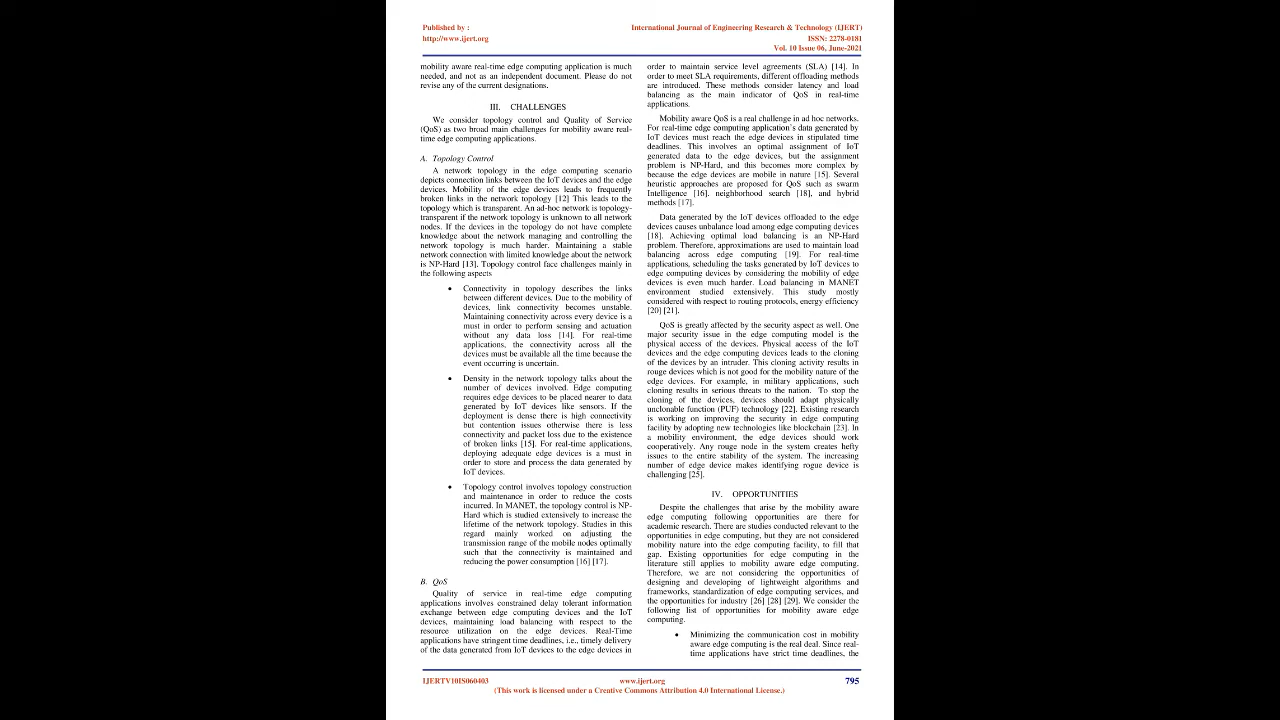 Published by :
http://www.ijert.org
International Journal of Engineering Research & Technology (IJERT)
ISSN: 2278-0181
Vol. 10 Issue 06, June-2021
mobility aware real-time edge computing application is much
needed, and not as an independent document. Please do not
revise any of the current designations.
III. CHALLENGES
We consider topology control and Quality of Service
(QoS) as two broad main challenges for mobility aware real-
time edge computing applications.
A. Topology Control
A network topology in the edge computing scenario
depicts connection links between the IoT devices and the edge
devices. Mobility of the edge devices leads to frequently
broken links in the network topology [12] This leads to the
topology which is transparent. An ad-hoc network is topology-
transparent if the network topology is unknown to all network
nodes. If the devices in the topology do not have complete
knowledge about the network managing and controlling the
network topology is much harder. Maintaining a stable
network connection with limited knowledge about the network
is NP-Hard [13]. Topology control face challenges mainly in
the following aspects
• Connectivity in topology describes the links
between different devices. Due to the mobility of
devices, link connectivity becomes unstable.
Maintaining connectivity across every device is a
must in order to perform sensing and actuation
without any data loss [14]. For real-time
applications, the connectivity across all the
devices must be available all the time because the
event occurring is uncertain.
• Density in the network topology talks about the
number of devices involved. Edge computing
requires edge devices to be placed nearer to data
generated by IoT devices like sensors. If the
deployment is dense there is high connectivity
but contention issues otherwise there is less
connectivity and packet loss due to the existence
of broken links [15]. For real-time applications,
deploying adequate edge devices is a must in
order to store and process the data generated by
IoT devices.
• Topology control involves topology construction
and maintenance in order to reduce the costs
incurred. In MANET, the topology control is NP-
Hard which is studied extensively to increase the
lifetime of the network topology. Studies in this
regard mainly worked on adjusting the
transmission range of the mobile nodes optimally
such that the connectivity is maintained and
reducing the power consumption [16] [17].
B. QoS
Quality of service in real-time edge computing
applications involves constrained delay tolerant information
exchange between edge computing devices and the IoT
devices, maintaining load balancing with respect to the
resource utilization on the edge devices. Real-Time
applications have stringent time deadlines, i.e., timely delivery
of the data generated from IoT devices to the edge devices in
order to maintain service level agreements (SLA) [14]. In
order to meet SLA requirements, different offloading methods
are introduced. These methods consider latency and load
balancing as the main indicator of QoS in real-time
applications.
Mobility aware QoS is a real challenge in ad hoc networks.
For real-time edge computing application's data generated by
IoT devices must reach the edge devices in stipulated time
deadlines. This involves an optimal assignment of IoT
generated data to the edge devices, but the assignment
problem is NP-Hard, and this becomes more complex by
because the edge devices are mobile in nature [15]. Several
heuristic approaches are proposed for QoS such as swarm
Intelligence [16]. neighborhood search [18], and hybrid
methods [17].
Data generated by the IoT devices offloaded to the edge
devices causes unbalance load among edge computing devices
[18]. Achieving optimal load balancing is an NP-Hard
problem. Therefore, approximations are used to maintain load
balancing across edge computing [19]. For real-time
applications, scheduling the tasks generated by IoT devices to
edge computing devices by considering the mobility of edge
devices is even much harder. Load balancing in MANET
environment studied extensively. This study mostly
considered with respect to routing protocols, energy efficiency
[20] [21].
QoS is greatly affected by the security aspect as well. One
major security issue in the edge computing model is the
physical access of the devices. Physical access of the IoT
devices and the edge computing devices leads to the cloning
of the devices by an intruder. This cloning activity results in
rouge devices which is not good for the mobility nature of the
edge devices. For example, in military applications, such
cloning results in serious threats to the nation. To stop the
cloning of the devices, devices should adapt physically
unclonable function (PUF) technology [22]. Existing research
is working on improving the security in edge computing
facility by adopting new technologies like blockchain [23]. In
a mobility environment, the edge devices should work
cooperatively. Any rouge node in the system creates hefty
issues to the entire stability of the system. The increasing
number of edge device makes identifying rogue device is
challenging [25].
IV. OPPORTUNITIES
Despite the challenges that arise by the mobility aware
edge computing following opportunities are there for
academic research. There are studies conducted relevant to the
opportunities in edge computing, but they are not considered
mobility nature into the edge computing facility, to fill that
gap. Existing opportunities for edge computing in the
literature still applies to mobility aware edge computing.
Therefore, we are not considering the opportunities of
designing and developing of lightweight algorithms and
frameworks, standardization of edge computing services, and
the opportunities for industry [26] [28] [29]. We consider the
following list of opportunities for mobility aware edge
computing.
• Minimizing the communication cost in mobility
aware edge computing is the real deal. Since real-
time applications have strict time deadlines, the
IJERTV10IS060403
www.ijert.org
795
(This work is licensed under a Creative Commons Attribution 4.0 International License.)